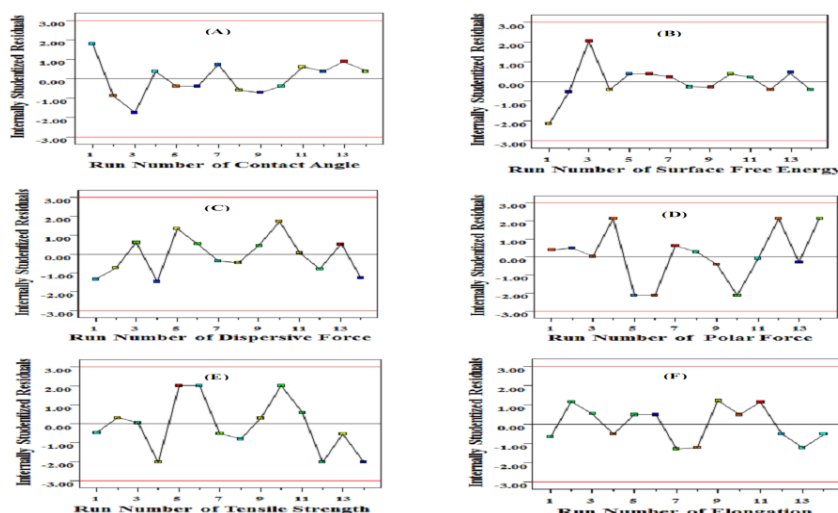 (A)
Internally Studentized Residuals
3.00
2.00
1.00
0.00
-1.00
-2.00
-3.00
1 3 5 7 9 11 13
Run Number of Contact Angle
(B)
Internally Studentized Residuals
3.00
2.00
1.00
0.00
-1.00
-2.00
-3.00
1 3 5 7 9 11 13
Run Number of Surface Free Energy
(C)
Internally Studentized Residuals
3.00
2.00
1.00
0.00
-1.00
-2.00
-3.00
1 3 5 7 9 11 13
Run Number of Dispersive Force
(D)
Internally Studentized Residuals
3.00
2.00
1.00
0.00
-1.00
-2.00
-3.00
1 3 5 7 9 11 13
Run Number of Polar Force
(E)
Internally Studentized Residuals
3.00
2.00
1.00
0.00
-1.00
-2.00
-3.00
1 3 5 7 9 11 13
Run Number of Tensile Strength
(F)
Internally Studentized Residuals
3.00
2.00
1.00
0.00
-1.00
-2.00
-3.00
1 3 5 7 9 11 13
Run Number of Elongation